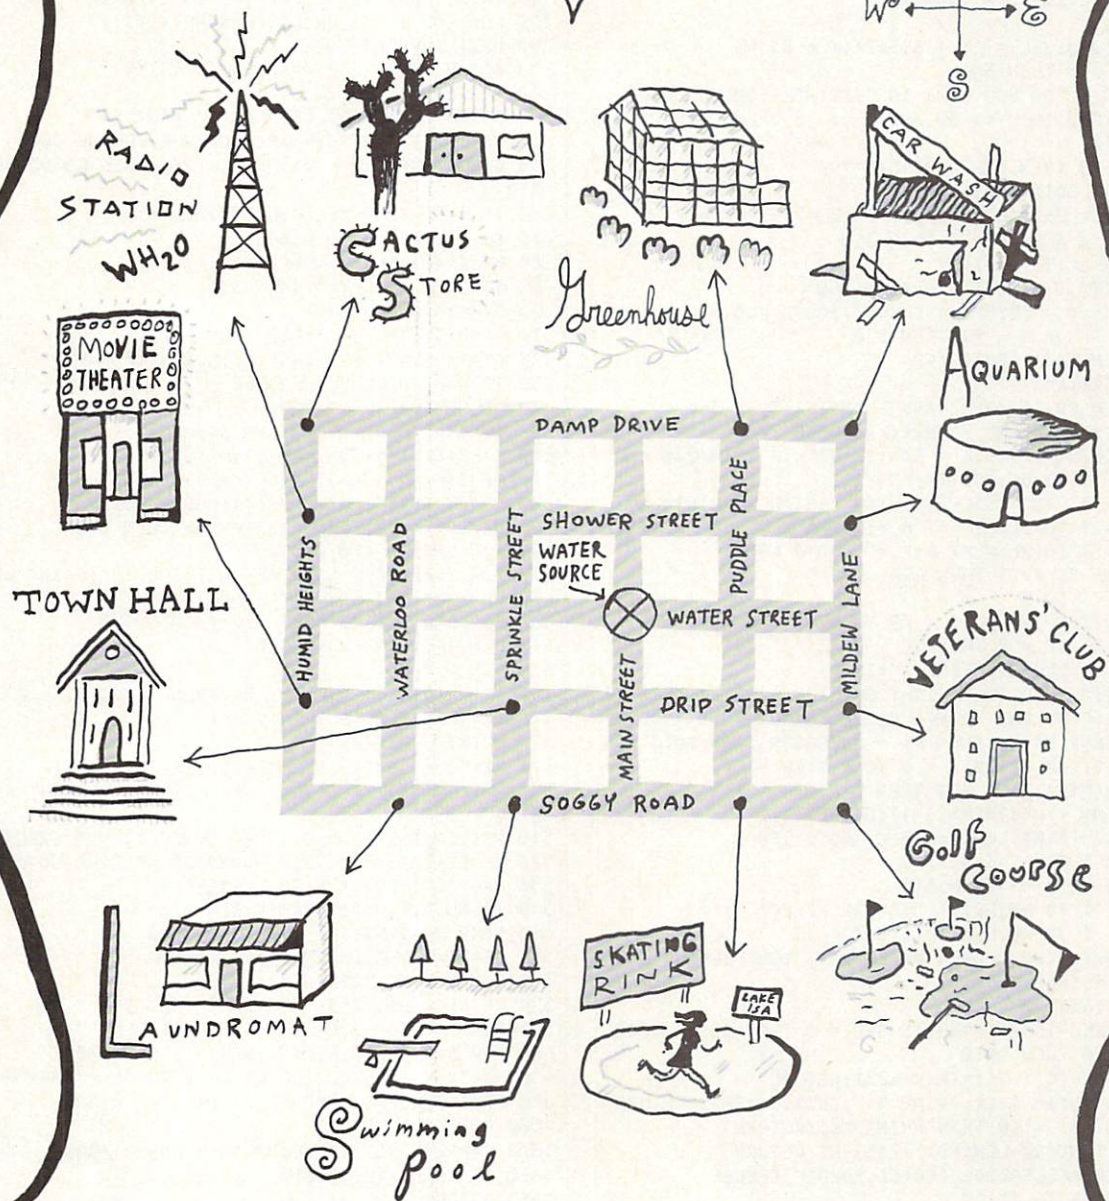 W E
S
RADIO
STATION
WH2O
CACTUS
STORE
Greenhouse
CAR WASH
AQUARIUM
MOVIE
THEATER
TOWN HALL
DAMP DRIVE
SHOWER STREET
WATER
SOURCE
WATER STREET
DRIP STREET
SOGGY ROAD
HUMID HEIGHTS
WATERLOO ROAD
SPRINKLE STREET
MAIN STREET
PUDDLE PLACE
MILDEW LANE
VETERANS' CLUB
GOLF
COURSE
LAUNDROMAT
Swimming
pool
SKATING
RINK
LAKE
ISA